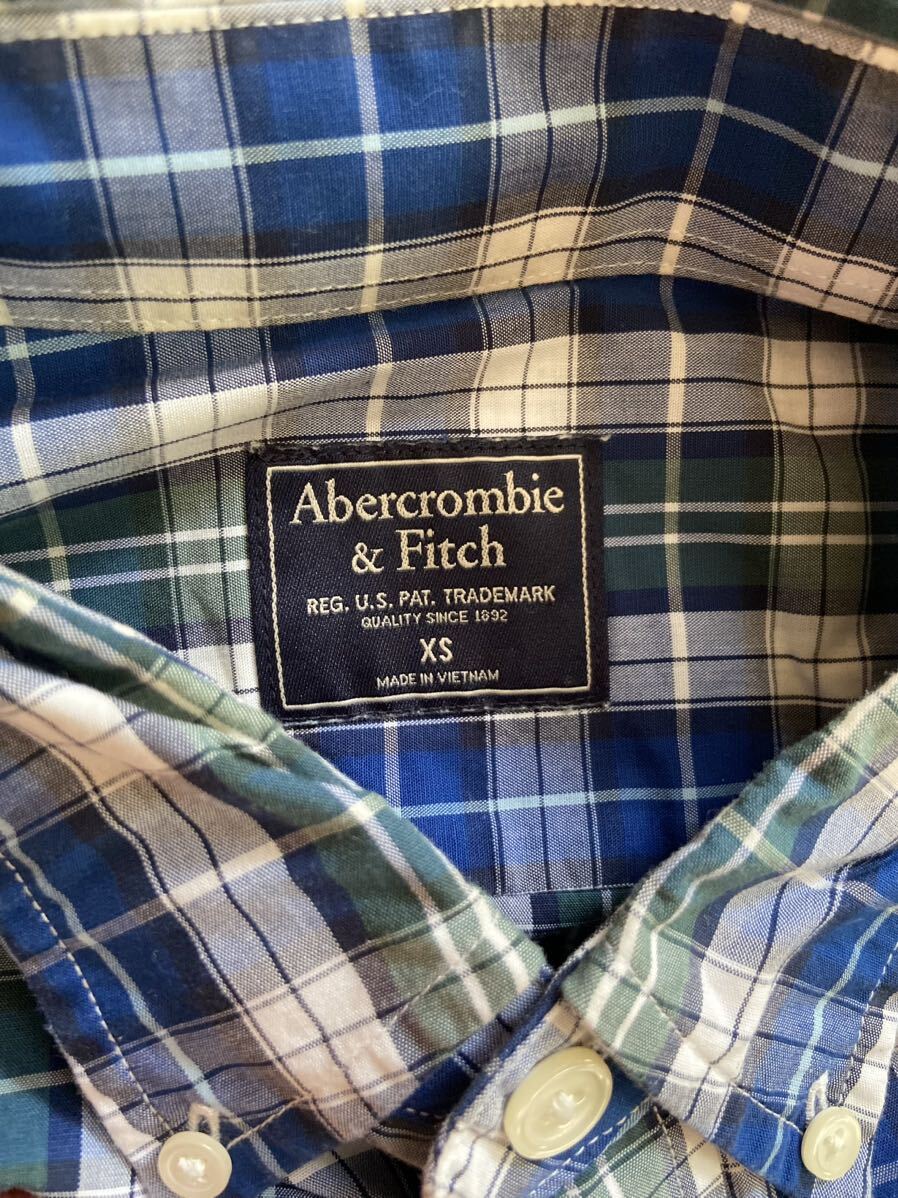 Abercrombie
& Fitch
REG. U.S. PAT. TRADEMARK
QUALITY SINCE 1892
XS
MADE IN VIETNAM